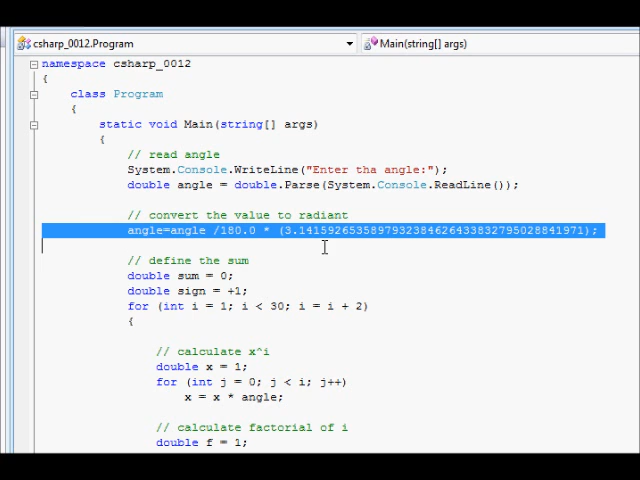 csharp_0012.Program
Main(string[] args)
namespace csharp_0012
{
class Program
{
static void Main(string[] args)
{
// read angle
System.Console.WriteLine("Enter tha angle:");
double angle = double.Parse(System.Console.ReadLine());
// convert the value to radiant
angle=angle /180.0 * (3.1415926535897932384626433832795028841971);
// define the sum
double sum = 0;
double sign = +1;
for (int i = 1; i < 30; i = i + 2)
{
// calculate x^i
double x = 1;
for (int j = 0; j < i; j++)
x = x * angle;
// calculate factorial of i
double f = 1;